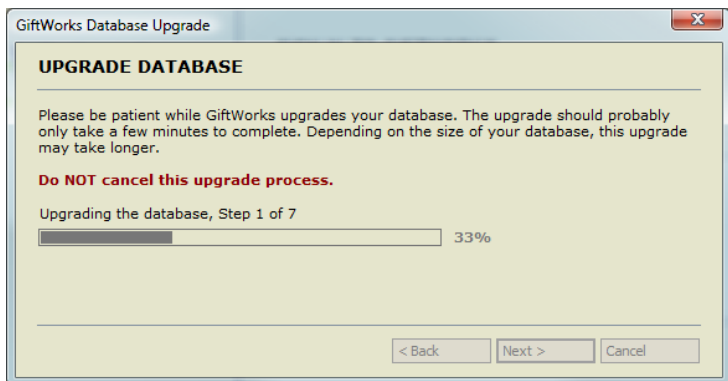 GiftWorks Database Upgrade
UPGRADE DATABASE
Please be patient while GiftWorks upgrades your database. The upgrade should probably
only take a few minutes to complete. Depending on the size of your database, this upgrade
may take longer.
Do NOT cancel this upgrade process.
Upgrading the database, Step 1 of 7
33%
< Back Next > Cancel